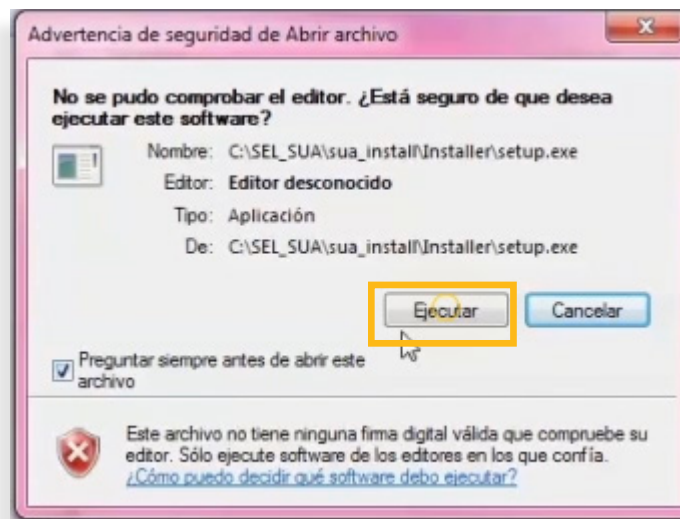 Advertencia de seguridad de Abrir archivo
No se pudo comprobar el editor. ¿Está seguro de que desea
ejecutar este software?
Nombre: C:\SEL_SUA\sua_install\Installer\setup.exe
Editor: Editor desconocido
Tipo: Aplicación
De: C:\SEL_SUA\sua_install\Installer\setup.exe
Ejecutar Cancelar
Preguntar siempre antes de abrir este
archivo
Este archivo no tiene ninguna firma digital válida que compruebe su
editor. Sólo ejecute software de los editores en los que confía.
¿Cómo puedo decidir qué software debo ejecutar?